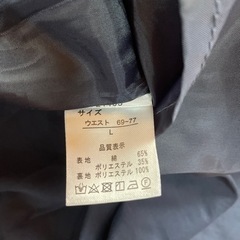 サイズ
ウエスト 69-77
L
品質表示
表地 綿 65%
ポリエステル 35%
表地 ポリエステル 100%